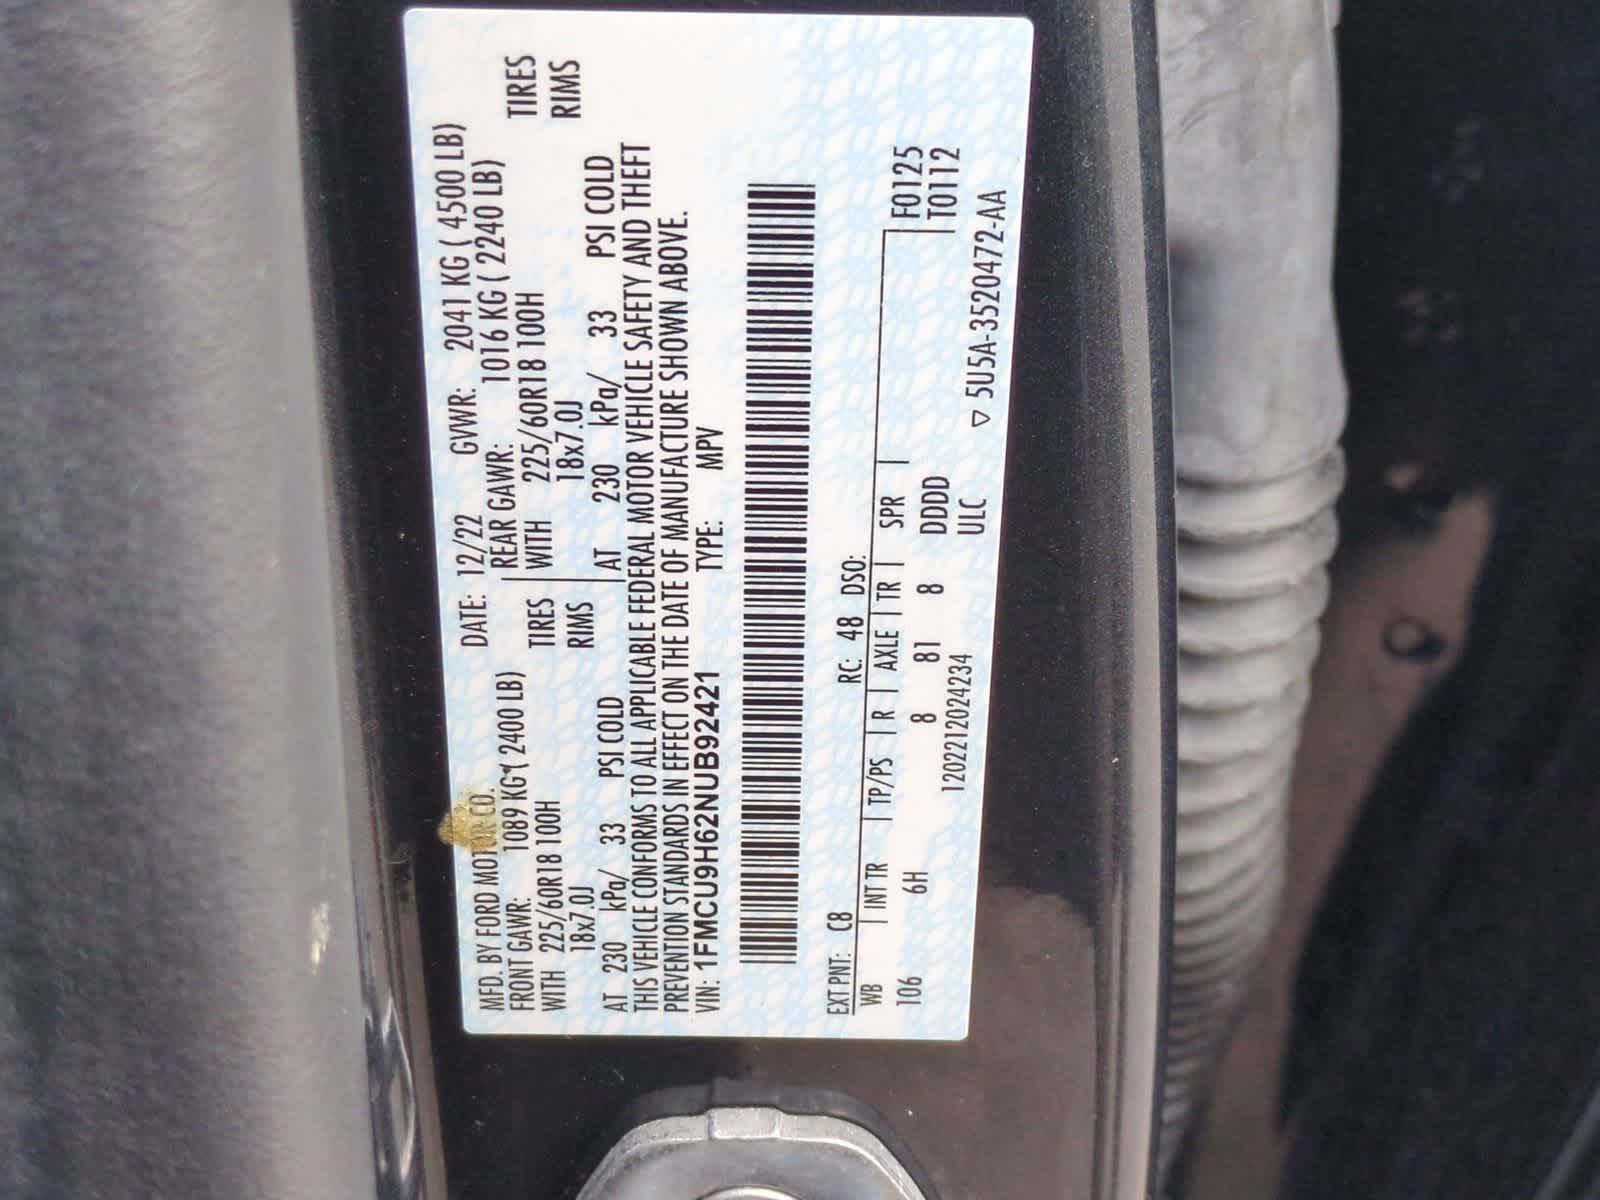 MFD. BY FORD MOTOR CO. DATE: 12/22 GVWR: 2041 KG ( 4500 LB)
FRONT GAWR: 1089 KG ( 2400 LB) REAR GAWR: 1016 KG ( 2240 LB)
WITH 225/60R18 100H TIRES WITH 225/60R18 100H TIRES
18x7.0J RIMS 18x7.0J RIMS
AT 230 kPa/ 33 PSI COLD AT 230 kPa/ 33 PSI COLD
THIS VEHICLE CONFORMS TO ALL APPLICABLE FEDERAL MOTOR VEHICLE SAFETY AND THEFT
PREVENTION STANDARDS IN EFFECT ON THE DATE OF MANUFACTURE SHOWN ABOVE.
VIN: 1FMCU9H62NUB92421 TYPE: MPV
EXT PNT: C8 RC: 48 DSO:
WB INT TR TP/PS R AXLE TR SPR F0125
106 6H 8 81 8 DDDD T0112
1202212024234 ULC
▽ 5U5A-3520472-AA